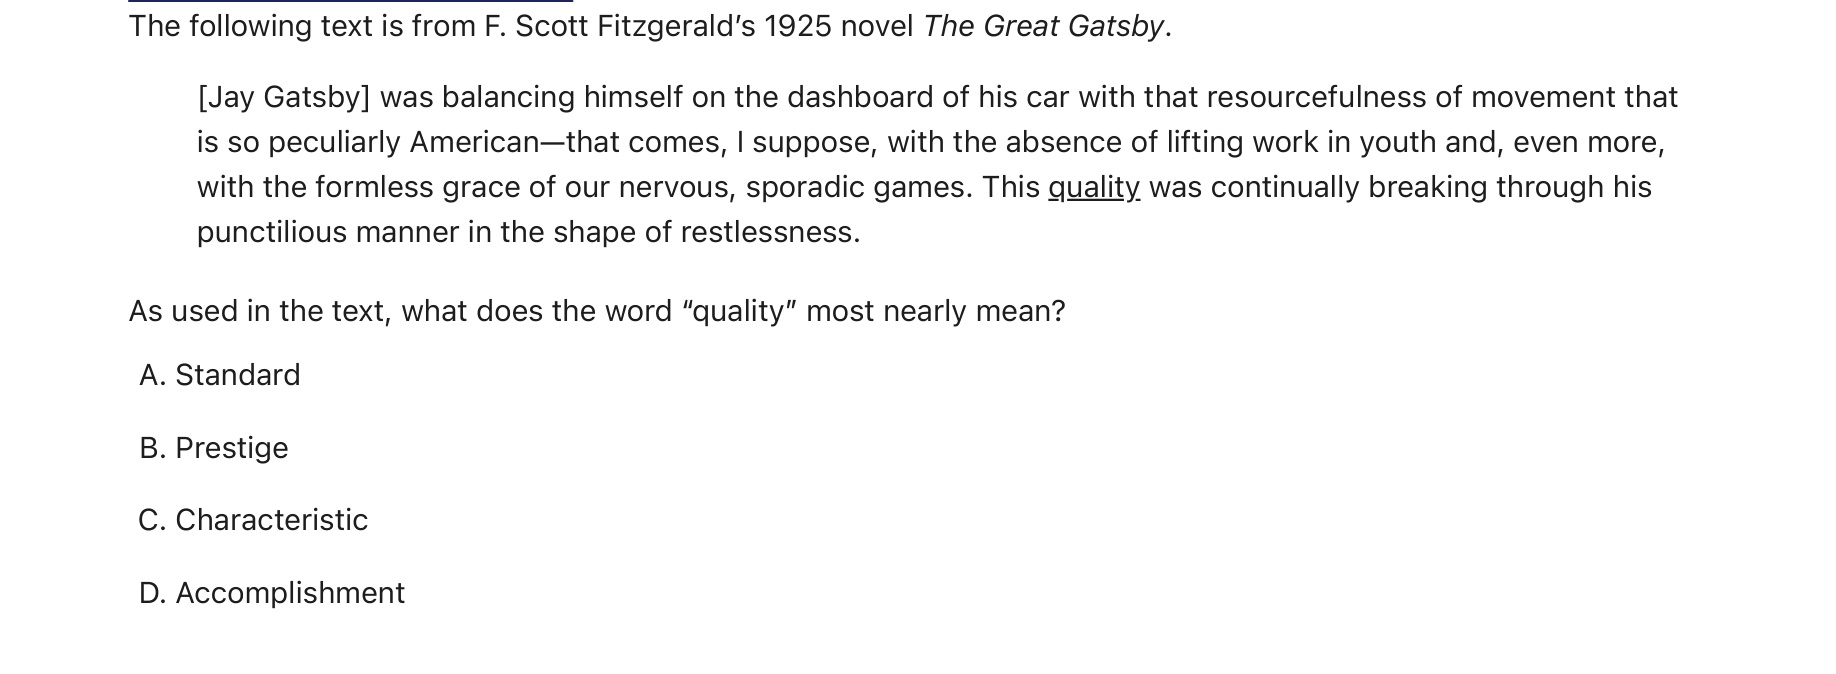 The following text is from F. Scott Fitzgerald’s 1925 novel The Great Gatsby.
[Jay Gatsby] was balancing himself on the dashboard of his car with that resourcefulness of movement that
is so peculiarly American—that comes, I suppose, with the absence of lifting work in youth and, even more,
with the formless grace of our nervous, sporadic games. This quality was continually breaking through his
punctilious manner in the shape of restlessness.
As used in the text, what does the word “quality” most nearly mean?
A. Standard
B. Prestige
C. Characteristic
D. Accomplishment